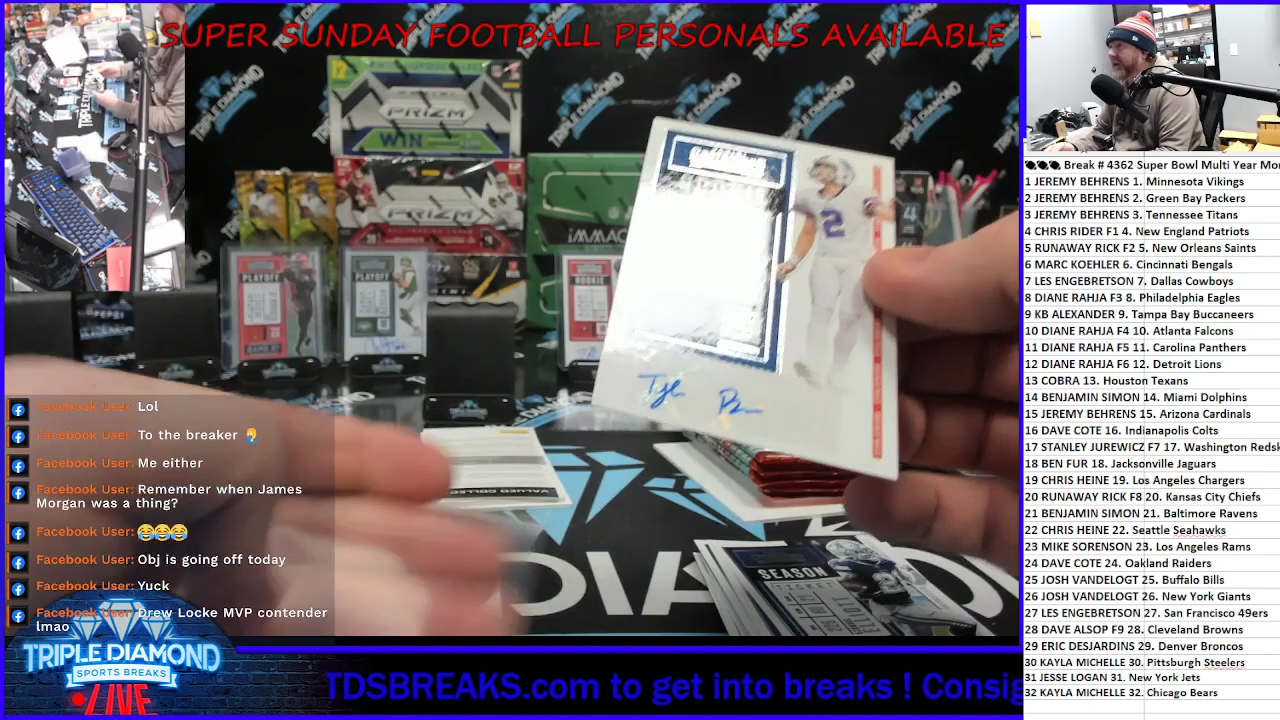 SUPER SUNDAY FOOTBALL PERSONALS AVAILABLE
12
PRIZM
WIN
PRIZM
IMMAC
PLAYOFF
PLAYOFF
ROOKIE
2
SEASON
VALUED COLLE
Facebook User: Lol
Facebook User: To the breaker 🤦
Facebook User: Me either
Facebook User: Remember when James
Morgan was a thing?
Facebook User: 😂😂😂
Facebook User: Obj is going off today
Facebook User: Yuck
Facebook User: Drew Locke MVP contender
lmao
TRIPLE DIAMOND
SPORTS BREAKS
LIVE
TDSBREAKS.com to get into breaks ! Consig
Break # 4362 Super Bowl Multi Year Mo
1 JEREMY BEHRENS 1. Minnesota Vikings
2 JEREMY BEHRENS 2. Green Bay Packers
3 JEREMY BEHRENS 3. Tennessee Titans
4 CHRIS RIDER F1 4. New England Patriots
5 RUNAWAY RICK F2 5. New Orleans Saints
6 MARC KOEHLER 6. Cincinnati Bengals
7 LES ENGEBRETSON 7. Dallas Cowboys
8 DIANE RAHJA F3 8. Philadelphia Eagles
9 KB ALEXANDER 9. Tampa Bay Buccaneers
10 DIANE RAHJA F4 10. Atlanta Falcons
11 DIANE RAHJA F5 11. Carolina Panthers
12 DIANE RAHJA F6 12. Detroit Lions
13 COBRA 13. Houston Texans
14 BENJAMIN SIMON 14. Miami Dolphins
15 JEREMY BEHRENS 15. Arizona Cardinals
16 DAVE COTE 16. Indianapolis Colts
17 STANLEY JUREWICZ F7 17. Washington Redsk
18 BEN FUR 18. Jacksonville Jaguars
19 CHRIS HEINE 19. Los Angeles Chargers
20 RUNAWAY RICK F8 20. Kansas City Chiefs
21 BENJAMIN SIMON 21. Baltimore Ravens
22 CHRIS HEINE 22. Seattle Seahawks
23 MIKE SORENSON 23. Los Angeles Rams
24 DAVE COTE 24. Oakland Raiders
25 JOSH VANDELOGT 25. Buffalo Bills
26 JOSH VANDELOGT 26. New York Giants
27 LES ENGEBRETSON 27. San Francisco 49ers
28 DAVE ALSOP F9 28. Cleveland Browns
29 BEN FUR 29. Denver Broncos
30 KAYLA MICHELL 30. Pittsburg Steelers
31 JESSE LOGAN 31. New York Jets
32 KAYLA MICHELL 32. Chicago Bears